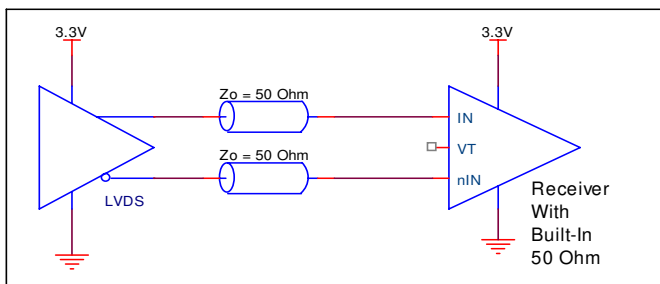 3.3V
3.3V
Zo = 50 Ohm
IN
Zo = 50 Ohm
VT
nIN
LVDS
Receiver
With
Built-In
50 Ohm